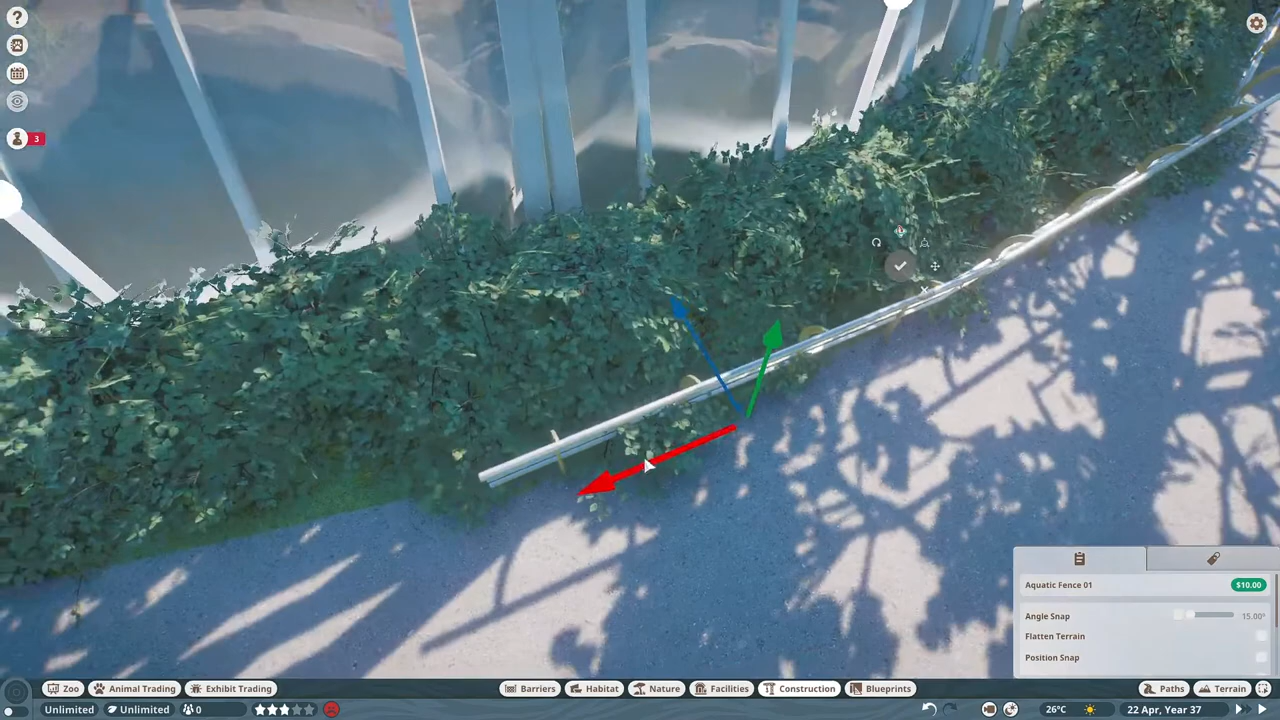 ?
3
Aquatic Fence 01 $10.00
Angle Snap 15.00°
Flatten Terrain
Position Snap
Zoo Animal Trading Exhibit Trading Barriers Habitat Nature Facilities Construction Blueprints Paths Terrain
Unlimited Unlimited 0 26°C 22 Apr, Year 37